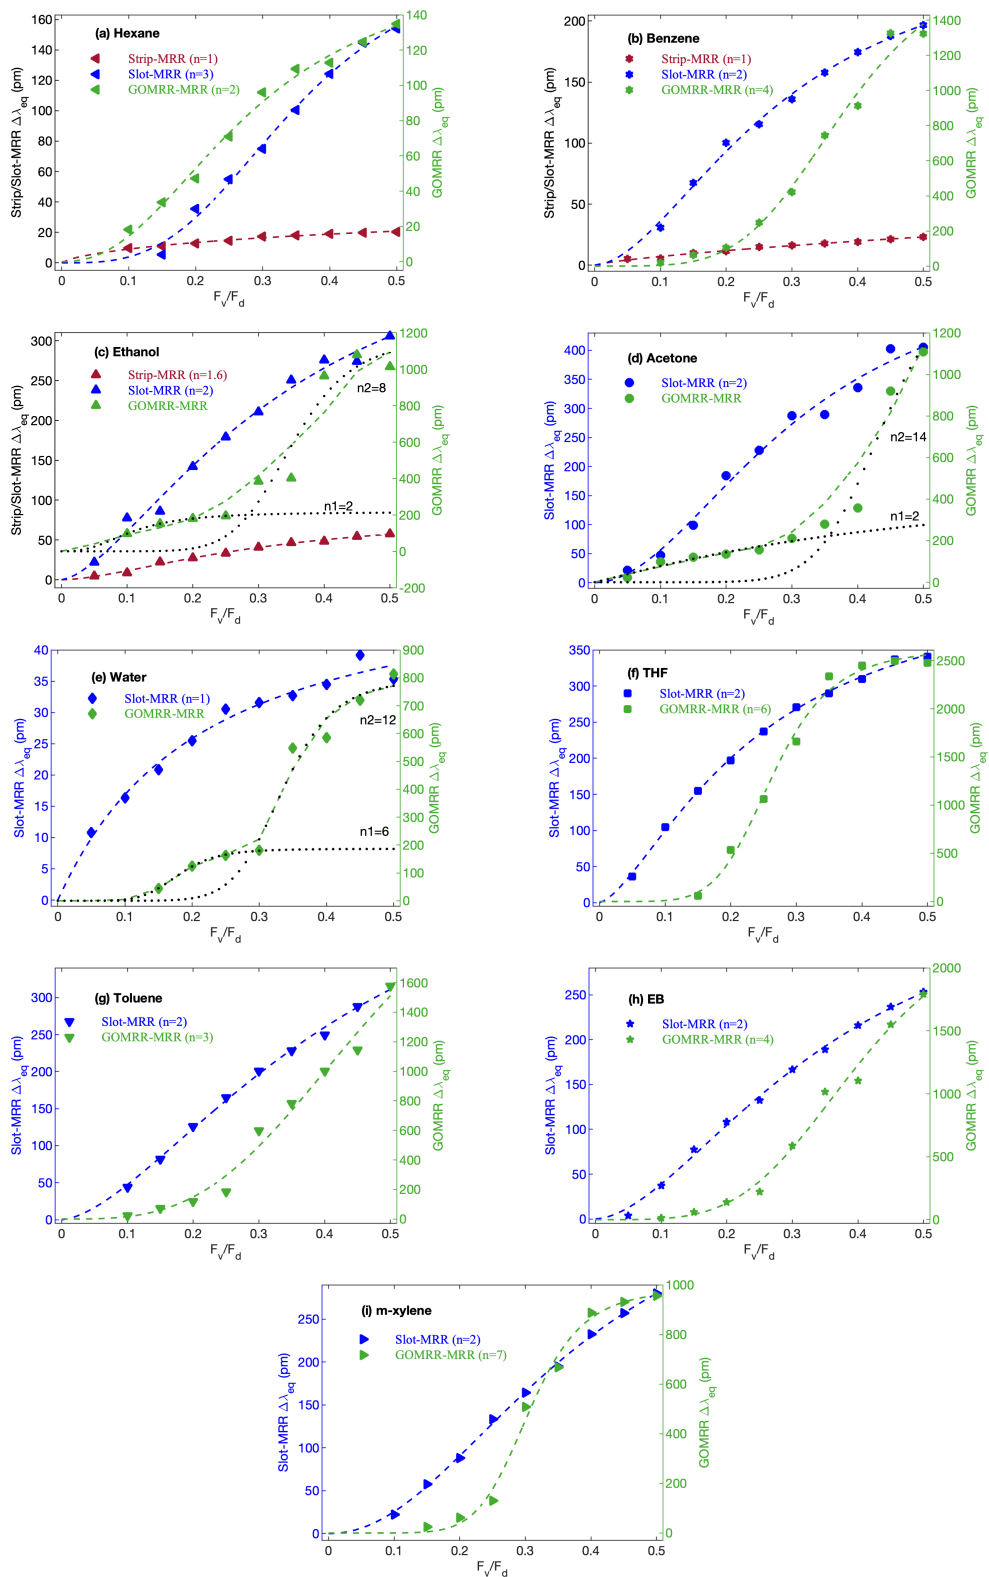 (a) Hexane
Strip-MRR (n=1)
Slot-MRR (n=3)
GOMRR-MRR (n=2)
Strip/Slot-MRR Δλeq (pm)
160
140
120
100
80
60
40
20
0
GOMRR Δλeq (pm)
140
120
100
80
60
40
20
0
0 0.1 0.2 0.3 0.4 0.5
Fv/Fd
(b) Benzene
Strip-MRR (n=1)
Slot-MRR (n=2)
GOMRR-MRR (n=4)
Strip/Slot-MRR Δλeq (pm)
200
150
100
50
0
GOMRR Δλeq (pm)
1400
1200
1000
800
600
400
200
0
0 0.1 0.2 0.3 0.4 0.5
Fv/Fd
(c) Ethanol
Strip-MRR (n=1.6)
Slot-MRR (n=2)
GOMRR-MRR
n2=8
n1=2
Strip/Slot-MRR Δλeq (pm)
300
250
200
150
100
50
0
GOMRR Δλeq (pm)
1200
1000
800
600
400
200
0
-200
0 0.1 0.2 0.3 0.4 0.5
Fv/Fd
(d) Acetone
Slot-MRR (n=2)
GOMRR-MRR
n2=14
n1=2
Slot-MRR Δλeq (pm)
400
350
300
250
200
150
100
50
0
GOMRR Δλeq (pm)
1200
1000
800
600
400
200
0
0 0.1 0.2 0.3 0.4 0.5
Fv/Fd
(e) Water
Slot-MRR (n=1)
GOMRR-MRR
n2=12
n1=6
Slot-MRR Δλeq (pm)
40
35
30
25
20
15
10
5
0
GOMRR Δλeq (pm)
900
800
700
600
500
400
300
200
100
0
0 0.1 0.2 0.3 0.4 0.5
Fv/Fd
(f) THF
Slot-MRR (n=2)
GOMRR-MRR (n=6)
Slot-MRR Δλeq (pm)
350
300
250
200
150
100
50
0
GOMRR Δλeq (pm)
2500
2000
1500
1000
500
0
0 0.1 0.2 0.3 0.4 0.5
Fv/Fd
(g) Toluene
Slot-MRR (n=2)
GOMRR-MRR (n=3)
Slot-MRR Δλeq (pm)
300
250
200
150
100
50
0
GOMRR Δλeq (pm)
1600
1400
1200
1000
800
600
400
200
0
0 0.1 0.2 0.3 0.4 0.5
Fv/Fd
(h) EB
Slot-MRR (n=2)
GOMRR-MRR (n=4)
Slot-MRR Δλeq (pm)
250
200
150
100
50
0
GOMRR Δλeq (pm)
2000
1500
1000
500
0
0 0.1 0.2 0.3 0.4 0.5
Fv/Fd
(i) m-xylene
Slot-MRR (n=2)
GOMRR-MRR (n=7)
Slot-MRR Δλeq (pm)
250
200
150
100
50
0
GOMRR Δλeq (pm)
1000
800
600
400
200
0
0 0.1 0.2 0.3 0.4 0.5
Fv/Fd